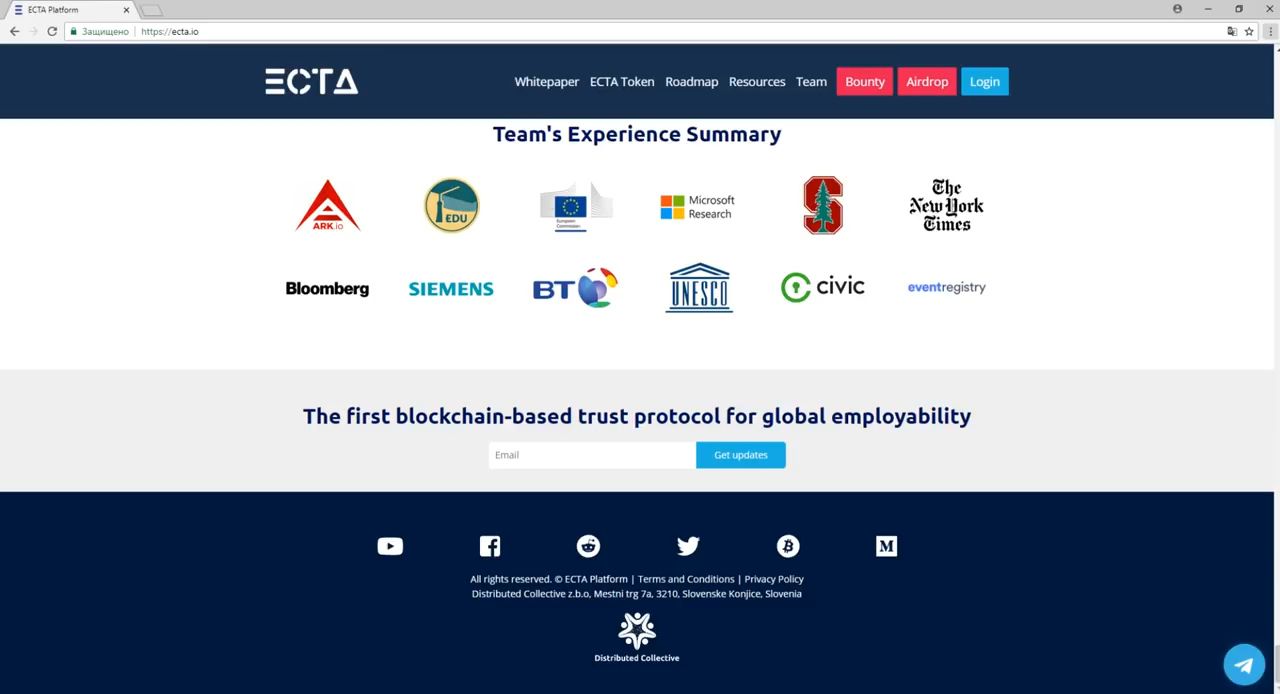 ECTA Platform
Защищено | https://ecta.io
ECTA
Whitepaper ECTA Token Roadmap Resources Team Bounty Airdrop Login
Team's Experience Summary
ARK.io
EDU
European Commission
Microsoft Research
S
The New York Times
Bloomberg
SIEMENS
BT
UNESCO
civic
eventregistry
The first blockchain-based trust protocol for global employability
Email
Get updates
M
All rights reserved. © ECTA Platform | Terms and Conditions | Privacy Policy
Distributed Collective z.b.o, Mestni trg 7a, 3210, Slovenske Konjice, Slovenia
Distributed Collective